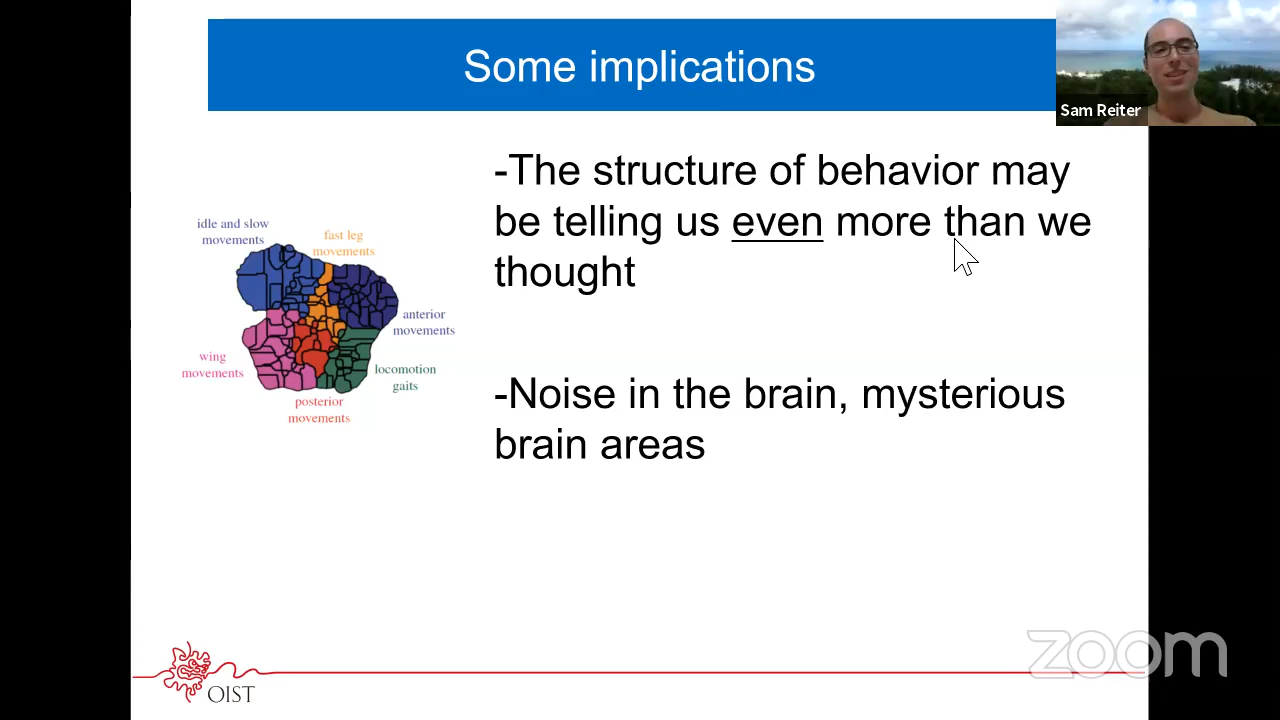 Some implications
Sam Reiter
-The structure of behavior may
be telling us even more than we
thought
-Noise in the brain, mysterious
brain areas
idle and slow
movements
fast leg
movements
anterior
movements
wing
movements
locomotion
gaits
posterior
movements
OIST
zoom